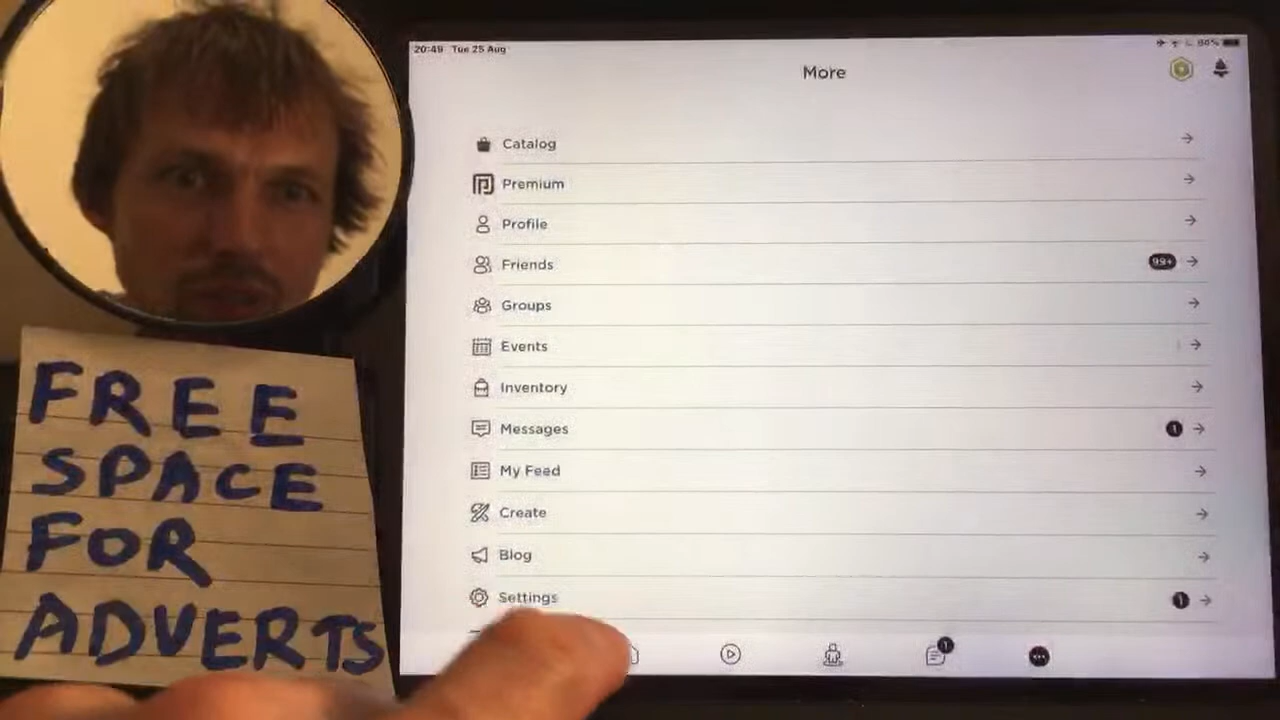 20:49 Tue 25 Aug
More
Catalog
Premium
Profile
Friends
99+
Groups
Events
Inventory
Messages
1
My Feed
Create
Blog
Settings
1
1
FREE
SPACE
FOR
ADVERTS